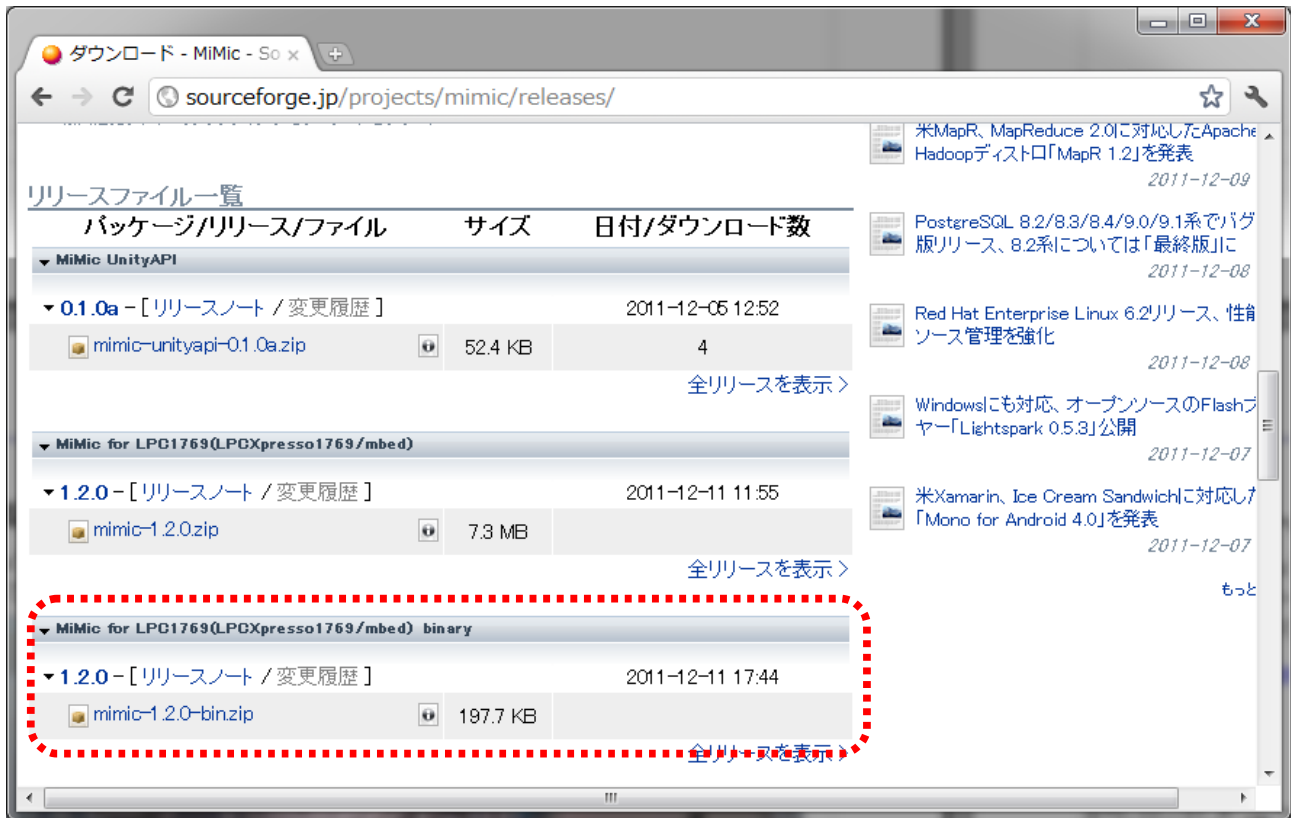 ダウンロード - MiMic - So
sourceforge.jp/projects/mimic/releases/
リリースファイル一覧
パッケージ/リリース/ファイル サイズ 日付/ダウンロード数
MiMic UnityAPI
0.1.0a - [ リリースノート / 変更履歴 ] 2011-12-05 12:52
mimic-unityapi-0.1.0a.zip 52.4 KB 4
全リリースを表示 >
MiMic for LPC1769(LPCXpresso1769/mbed)
1.2.0 - [ リリースノート / 変更履歴 ] 2011-12-11 11:55
mimic-1.2.0.zip 7.3 MB
全リリースを表示 >
MiMic for LPC1769(LPCXpresso1769/mbed) binary
1.2.0 - [ リリースノート / 変更履歴 ] 2011-12-11 17:44
mimic-1.2.0-bin.zip 197.7 KB
全リリースを表示 >
米MapR、MapReduce 2.0に対応したApache
Hadoopディストロ「MapR 1.2」を発表
2011-12-09
PostgreSQL 8.2/8.3/8.4/9.0/9.1系でバグ
版リリース、8.2系については「最終版」に
2011-12-08
Red Hat Enterprise Linux 6.2リリース、性能
ソース管理を強化
2011-12-08
Windowsにも対応、オープンソースのFlashプ
ヤー「Lightspark 0.5.3」公開
2011-12-07
米Xamarin、Ice Cream Sandwichに対応した
「Mono for Android 4.0」を発表
2011-12-07
もっと